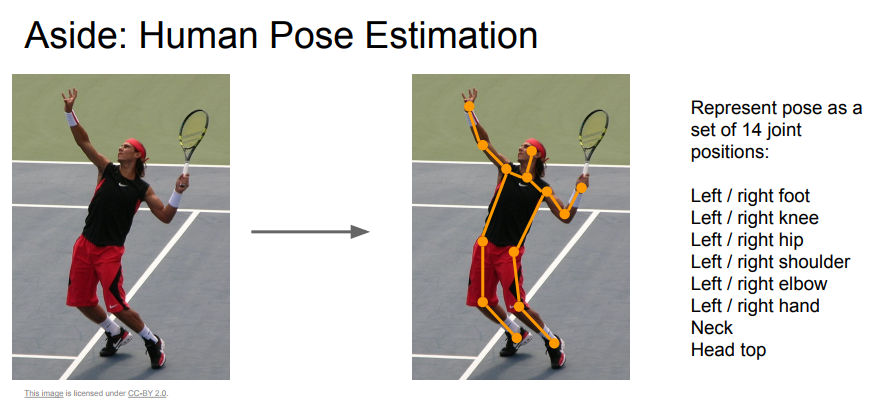 Aside: Human Pose Estimation
Represent pose as a
set of 14 joint
positions:
Left / right foot
Left / right knee
Left / right hip
Left / right shoulder
Left / right elbow
Left / right hand
Neck
Head top
This image is licensed under CC-BY 2.0.